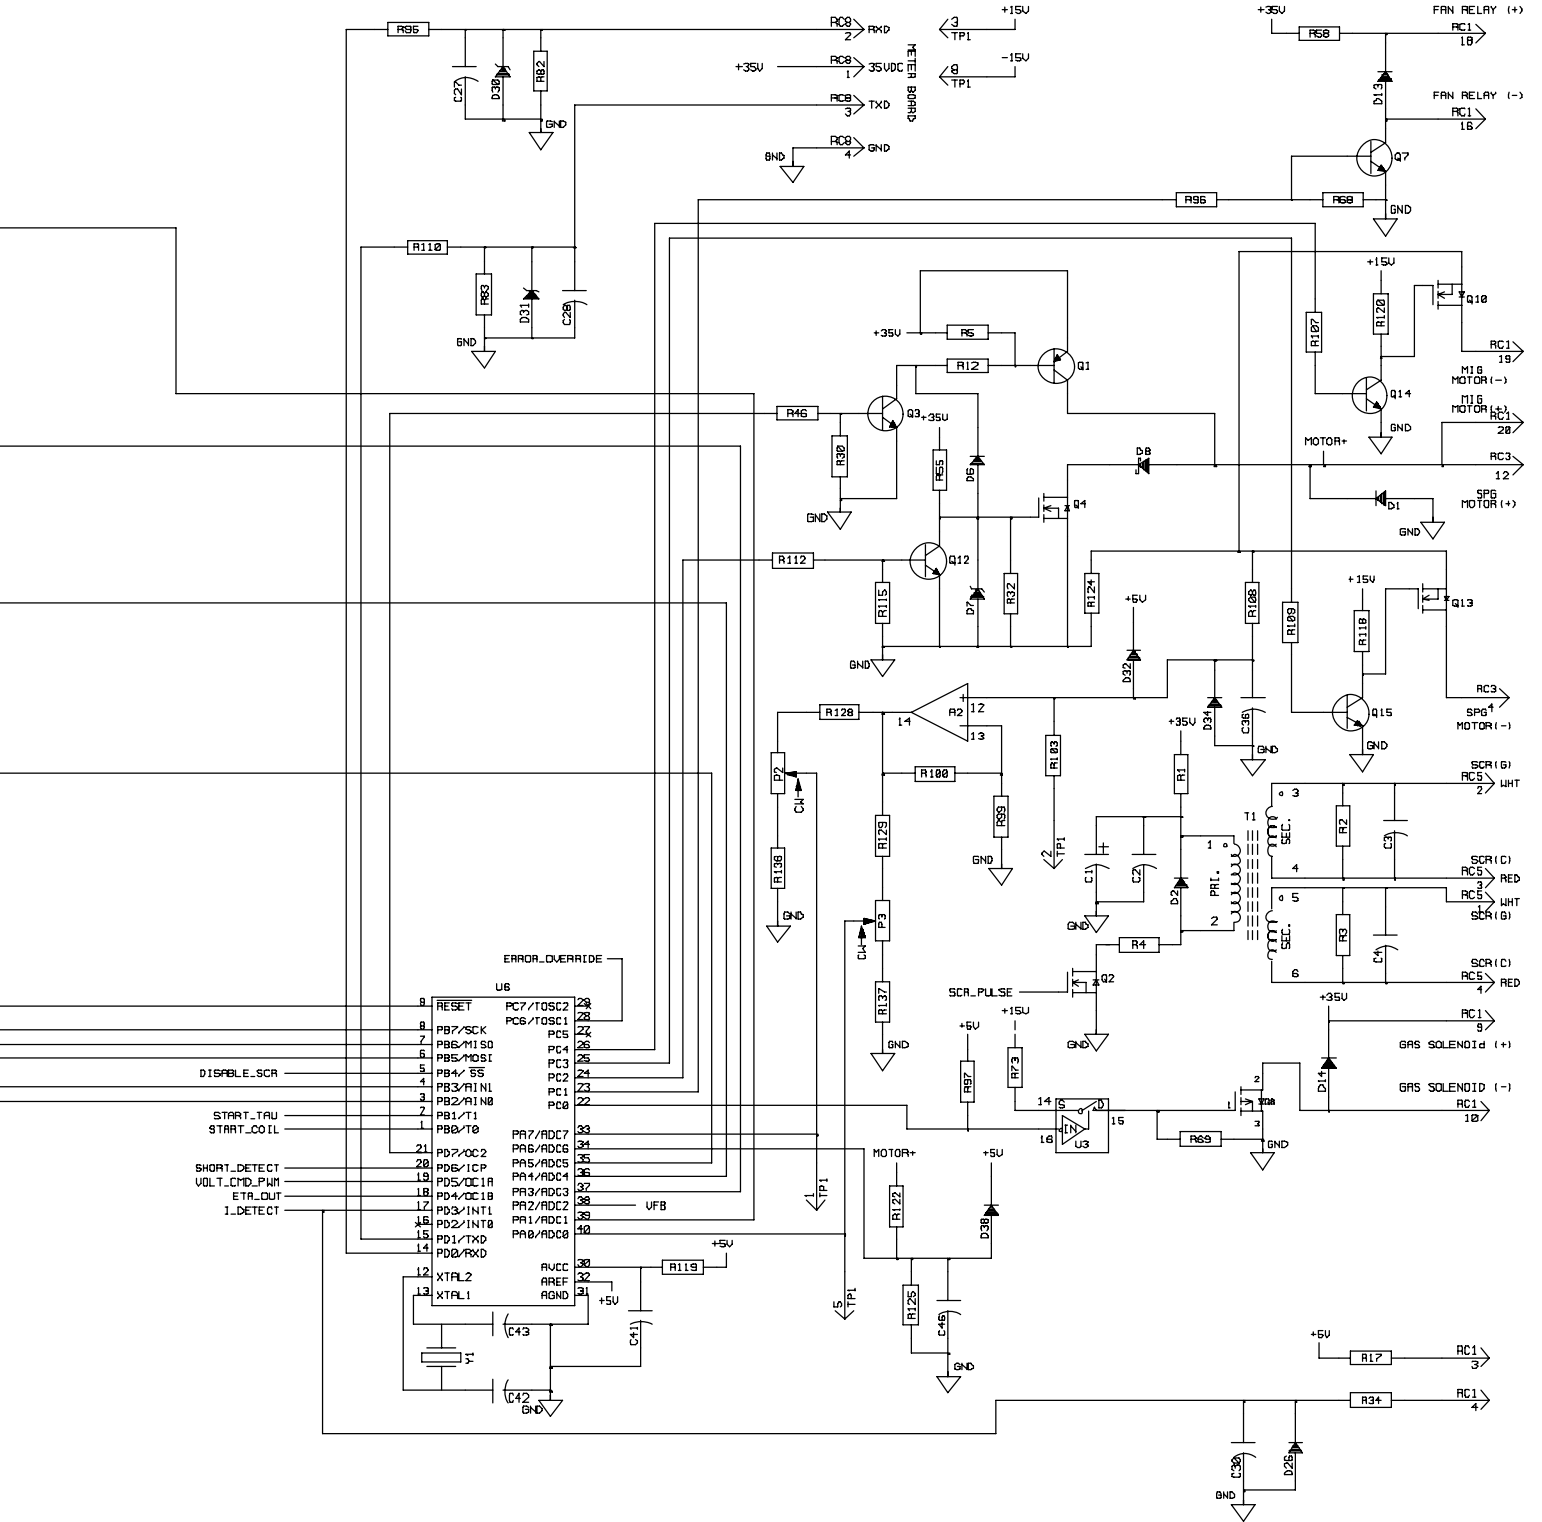 +15V
+35V
FAN RELAY (+)
R95
RC8
2
RXD
3
TP1
R58
RC1
18
+35V
RC8
1
35VDC
-15V
8
TP1
METER BOARD
C27
D30
R82
D13
FAN RELAY (-)
RC8
3
TXD
RC1
16
GND
RC8
4
GND
GND
Q7
R96
R68
GND
R110
+15V
R83
D31
C28
Q10
R120
R107
GND
+35V
R5
RC1
19
R12
Q1
MIG
MOTOR(-)
Q14
MIG
MOTOR(+)
R46
Q3
+35V
RC1
20
GND
R30
R55
D6
D8
MOTOR+
RC3
12
SPG
MOTOR(+)
Q4
D1
GND
GND
R112
Q12
R115
D7
R32
R124
R108
R109
+15V
Q13
R118
+5V
GND
D32
RC3
4
SPG
MOTOR(-)
R128
14
A2
12
13
D34
C36
Q15
+35V
GND
GND
R103
R1
P2
CW
R100
SCR(G)
RC5
2
WHT
R99
2
TP1
T1
3
SEC.
R2
C3
R129
R136
GND
C1
C2
D2
1
PRI.
2
4
SCR(C)
RC5
3
RED
RC5
1
WHT
SCR(G)
GND
P3
CW
GND
5
SEC.
R3
C4
R4
ERROR_OVERRIDE
6
SCR(C)
RC5
4
RED
U6
SCR_PULSE
Q2
R137
+15V
+35V
9
RESET
PC7/TOSC2
29
PC6/TOSC1
28
8
PB7/SCK
PC5
27
RC1
9
7
PB6/MISO
PC4
26
GND
+5V
GND
GAS SOLENOId (+)
6
PB5/MOSI
PC3
25
DISABLE_SCR
5
PB4/ SS
PC2
24
R97
R73
D14
2
4
PB3/AIN1
PC1
23
GAS SOLENOID (-)
3
PB2/AIN0
PC0
22
14
S
D
15
1
3
RC1
10
START_TAU
2
PB1/T1
START_COIL
1
PB0/T0
PA7/ADC7
33
16
IN
U3
R69
GND
21
PD7/OC2
PA6/ADC6
34
MOTOR+
+5V
SHORT_DETECT
20
PD6/ICP
PA5/ADC5
35
VOLT_CMD_PWM
19
PD5/OC1A
PA4/ADC4
36
ETR_OUT
18
PD4/OC1B
PA3/ADC3
37
1
TP1
R122
D38
I_DETECT
17
PD3/INT1
PA2/ADC2
38
VFB
16
PD2/INT0
PA1/ADC1
39
15
PD1/TXD
PA0/ADC0
40
14
PD0/RXD
+5V
AVCC
30
R119
12
XTAL2
AREF
32
13
XTAL1
AGND
31
+5V
5
TP1
R125
C46
C43
C41
Y1
+5V
RC1
3
R17
GND
C42
GND
R34
RC1
4
D26
GND